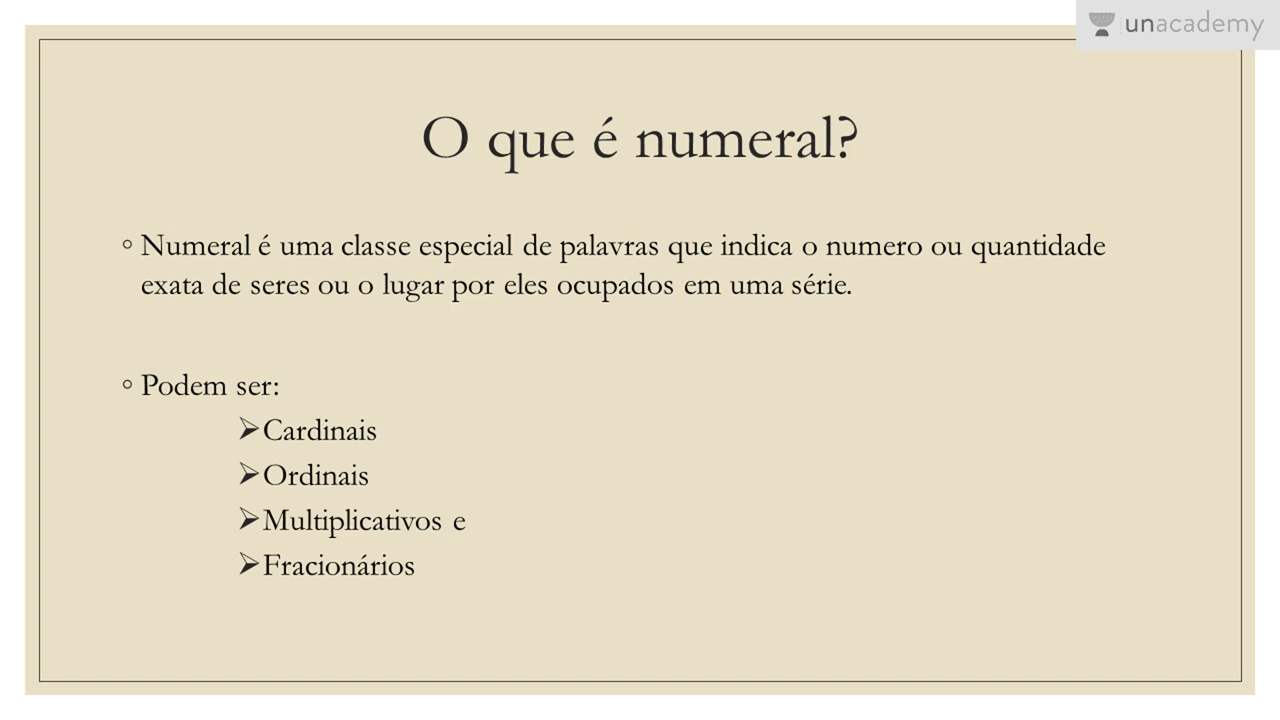 unacademy
O que é numeral?
◦ Numeral é uma classe especial de palavras que indica o numero ou quantidade
exata de seres ou o lugar por eles ocupados em uma série.
◦ Podem ser:
➢Cardinais
➢Ordinais
➢Multiplicativos e
➢Fracionários